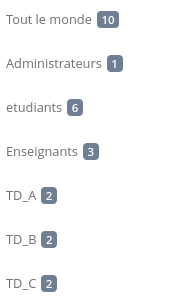 Tout le monde 10
Administrateurs 1
etudiants 6
Enseignants 3
TD_A 2
TD_B 2
TD_C 2